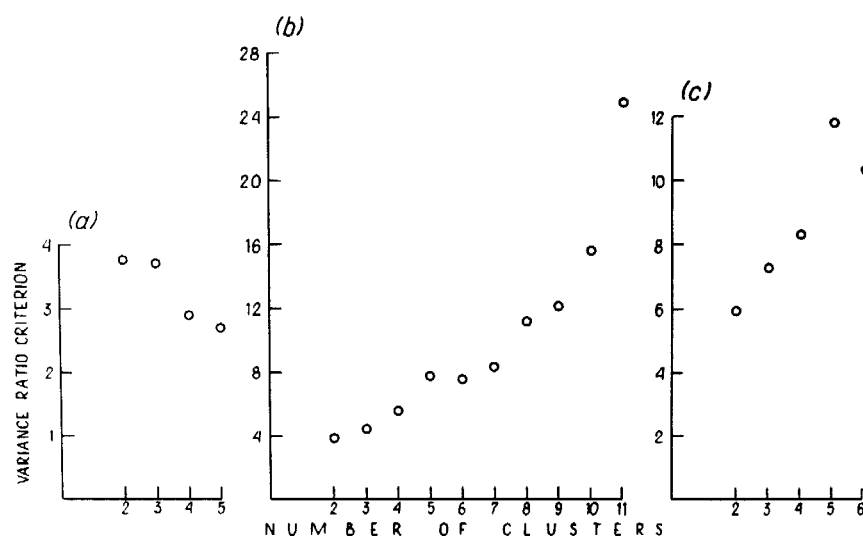 (a)
4
3
2
1
VARIANCE RATIO CRITERION
2 3 4 5
(b)
28
24
20
16
12
8
4
2 3 4 5 6 7 8 9 10 11
(c)
12
10
8
6
4
2
2 3 4 5 6
NUMBER OF CLUSTERS